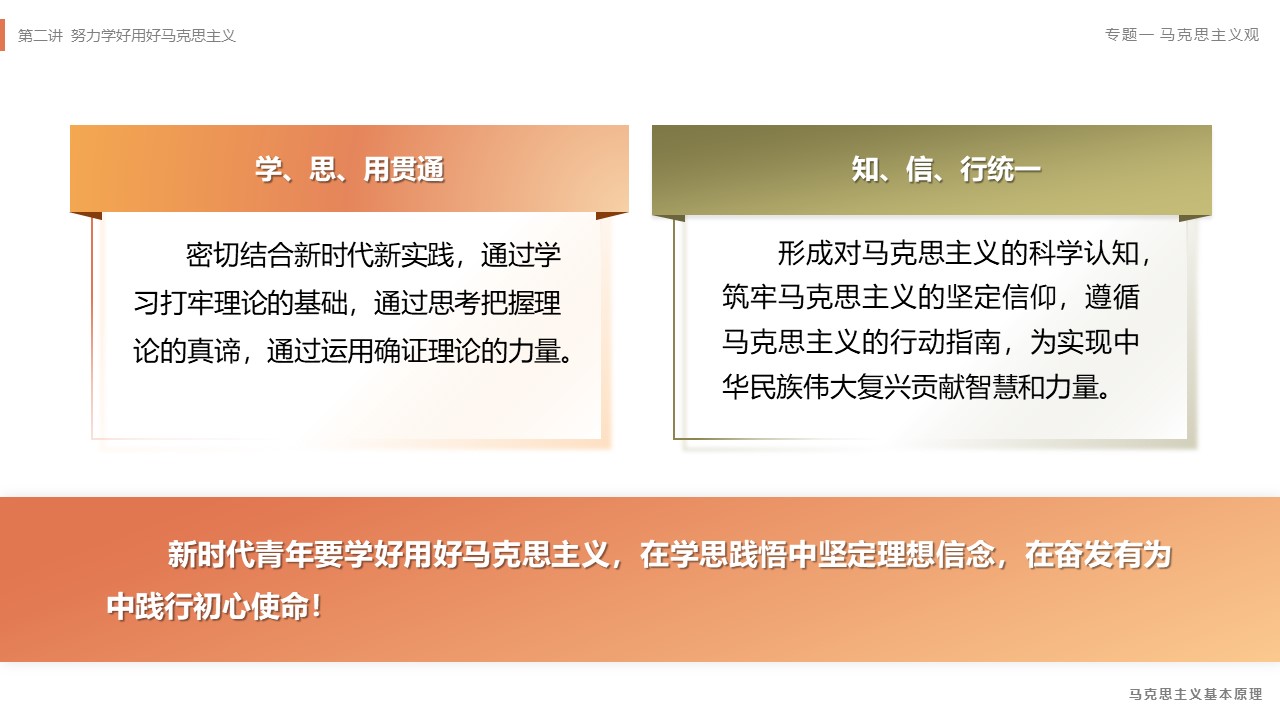 第二讲 努力学好用好马克思主义
专题一 马克思主义观
学、思、用贯通
密切结合新时代新实践，通过学
习打牢理论的基础，通过思考把握理
论的真谛，通过运用确证理论的力量。
知、信、行统一
形成对马克思主义的科学认知，
筑牢马克思主义的坚定信仰，遵循
马克思主义的行动指南，为实现中
华民族伟大复兴贡献智慧和力量。
新时代青年要学好用好马克思主义，在学思践悟中坚定理想信念，在奋发有为
中践行初心使命！
马克思主义基本原理